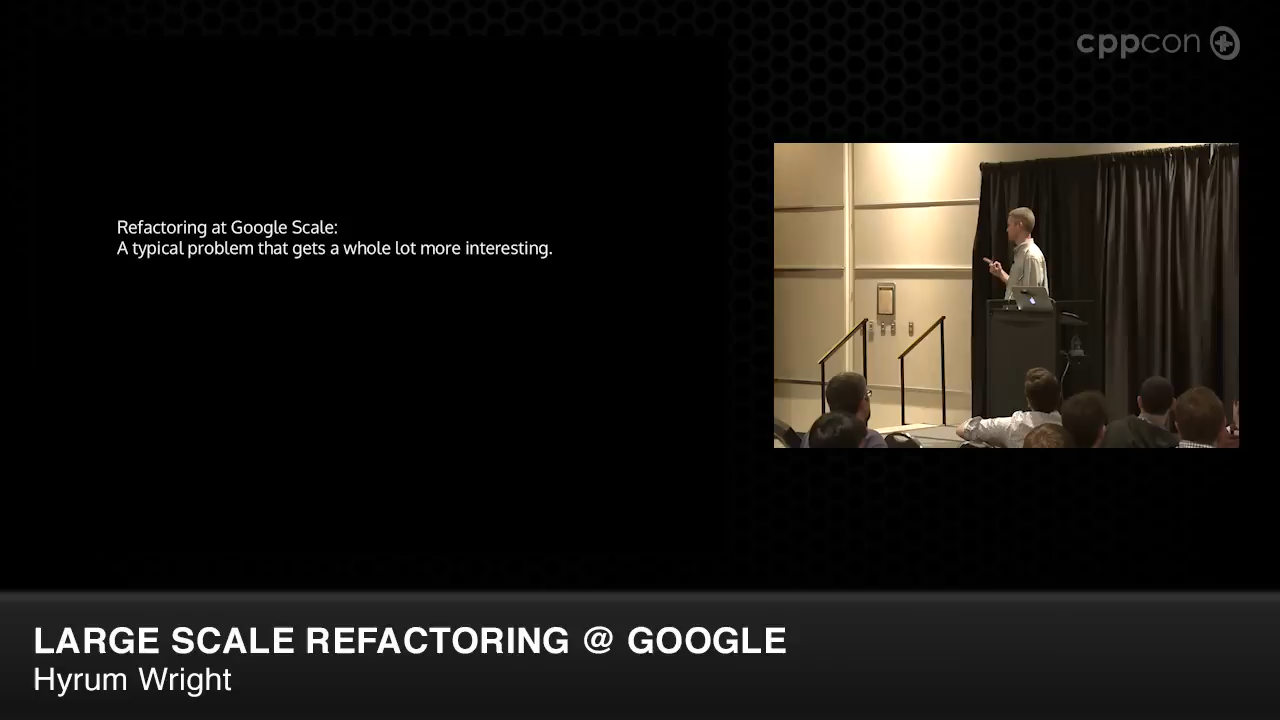 cppcon
Refactoring at Google Scale:
A typical problem that gets a whole lot more interesting.
LARGE SCALE REFACTORING @ GOOGLE
Hyrum Wright